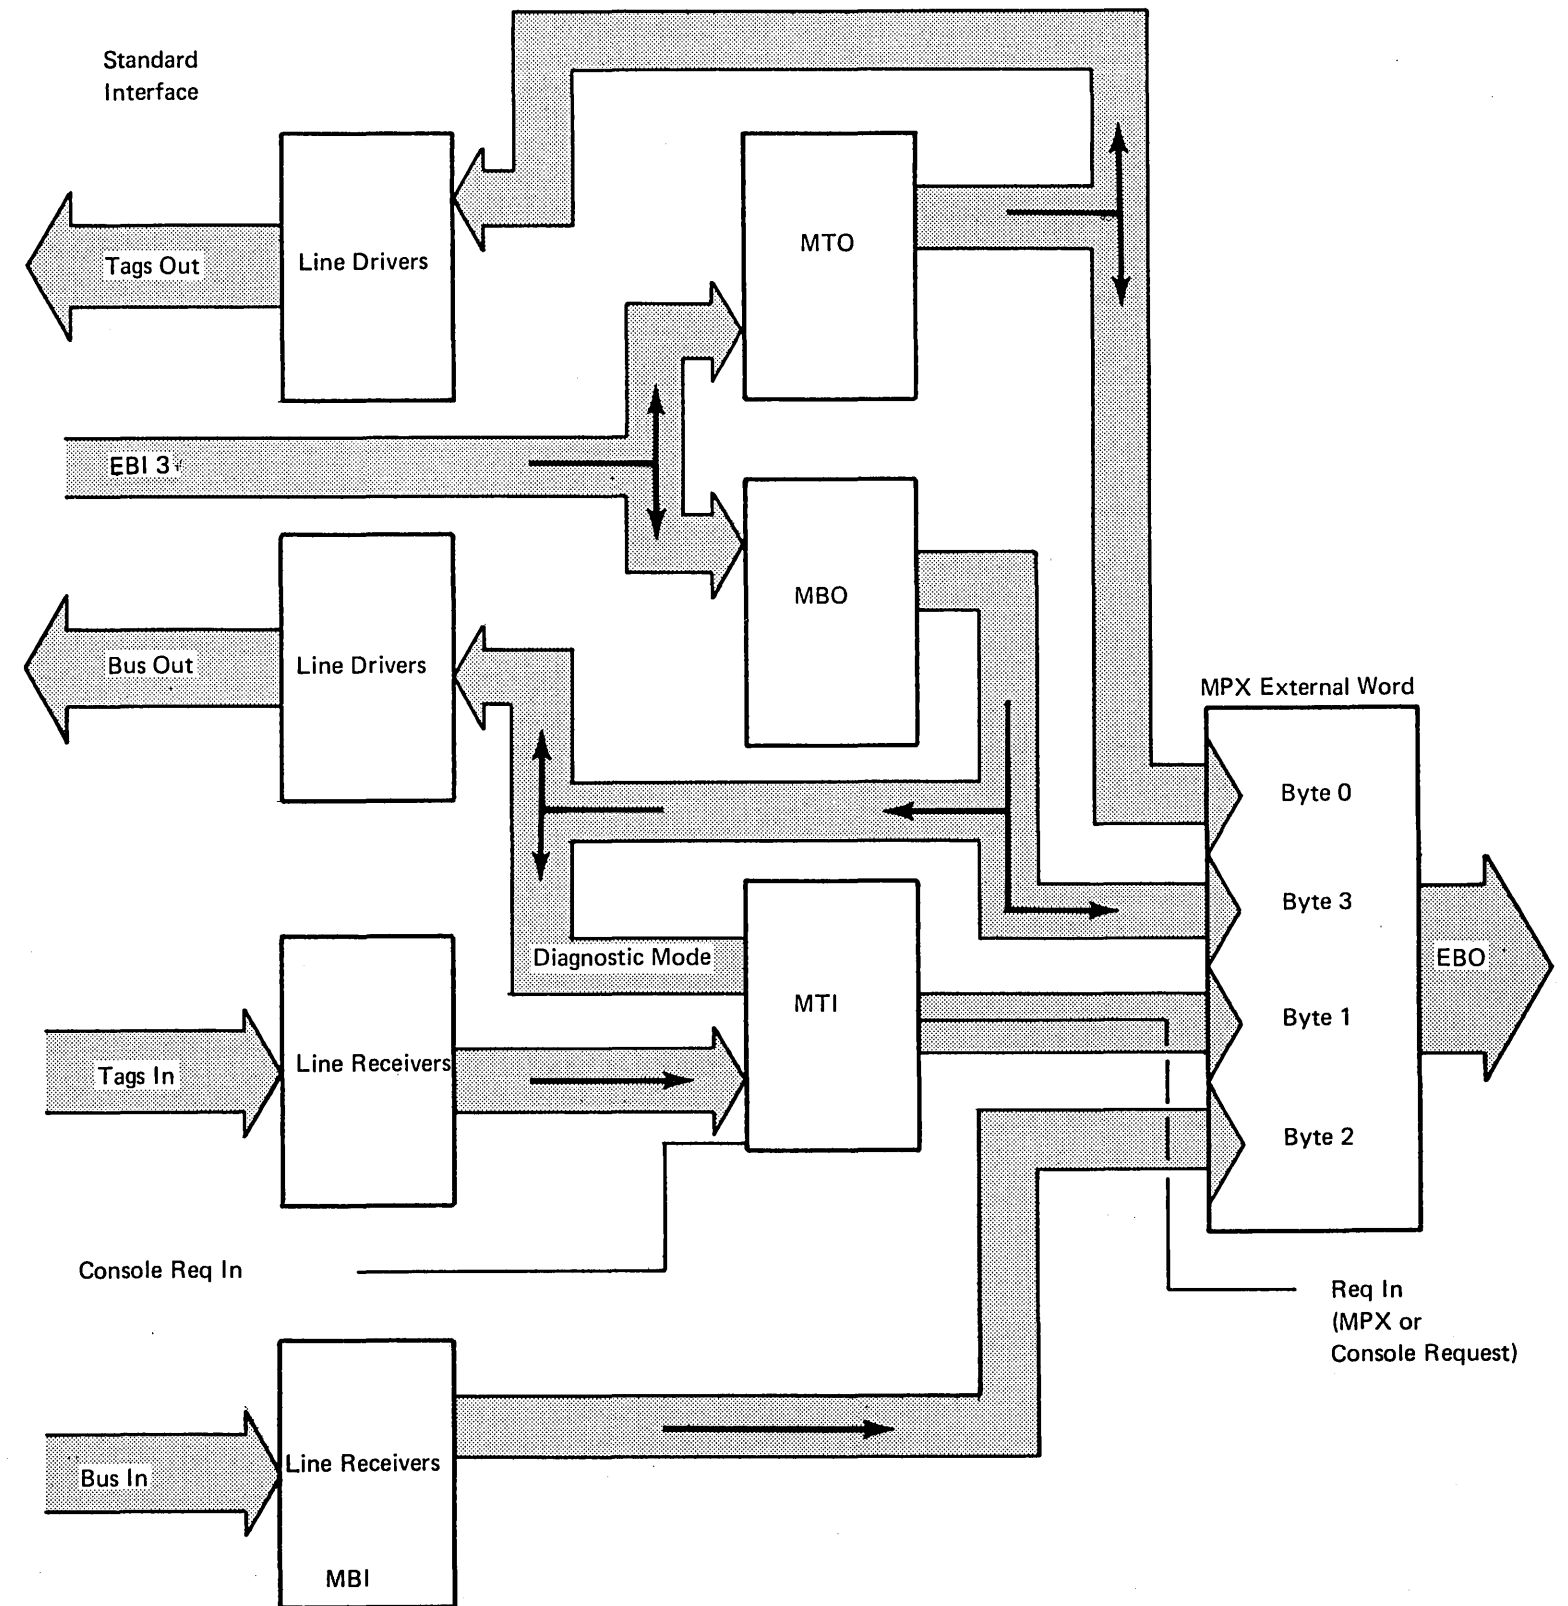 Standard
Interface
Line Drivers
MTO
Tags Out
EBI 3
MBO
Bus Out
Line Drivers
MPX External Word
Byte 0
Byte 3
Diagnostic Mode
EBO
MTI
Byte 1
Tags In
Line Receivers
Byte 2
Console Req In
Req In
(MPX or
Console Request)
Bus In
Line Receivers
MBI